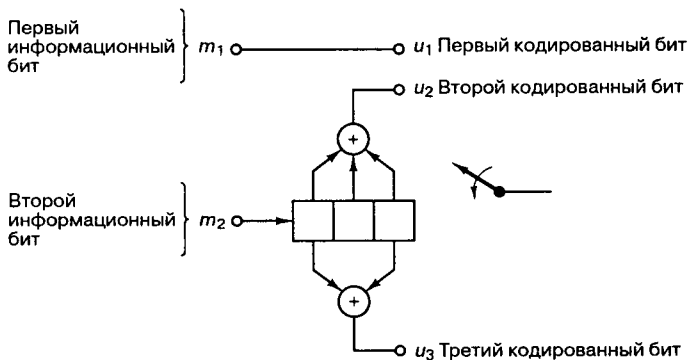 Первый
информационный
бит
m₁
u₁ Первый кодированный бит
u₂ Второй кодированный бит
+
Второй
информационный
бит
m₂
+
u₃ Третий кодированный бит